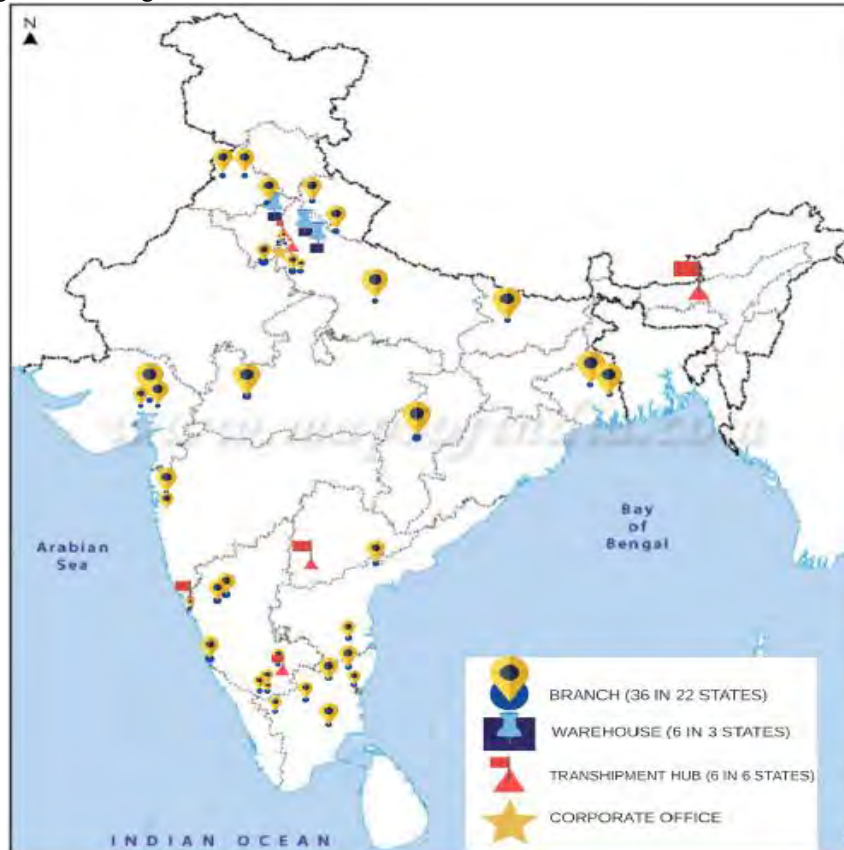 N
Arabian
Sea
Bay
of
Bengal
BRANCH (36 IN 22 STATES)
WAREHOUSE (6 IN 3 STATES)
TRANSHIPMENT HUB (6 IN 6 STATES)
CORPORATE OFFICE
INDIAN OCEAN